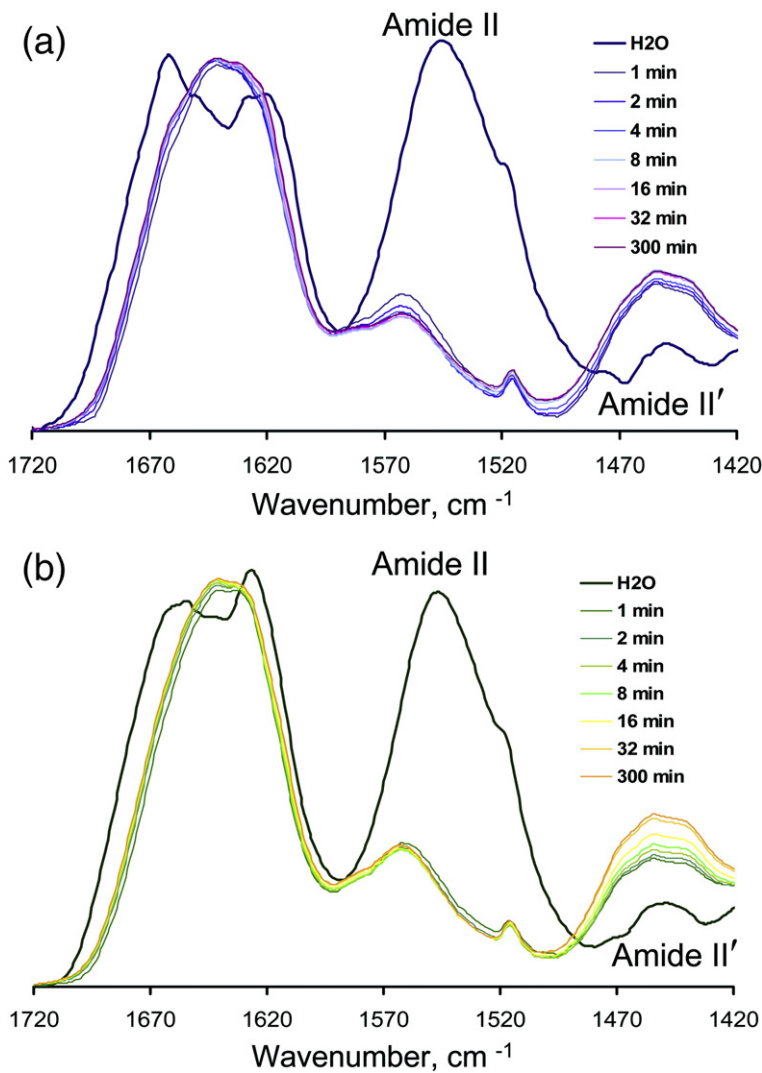 (a)
Amide II
H2O
1 min
2 min
4 min
8 min
16 min
32 min
300 min
Amide II′
1720 1670 1620 1570 1520 1470 1420
Wavenumber, cm -1
(b)
Amide II
H2O
1 min
2 min
4 min
8 min
16 min
32 min
300 min
Amide II′
1720 1670 1620 1570 1520 1470 1420
Wavenumber, cm-1